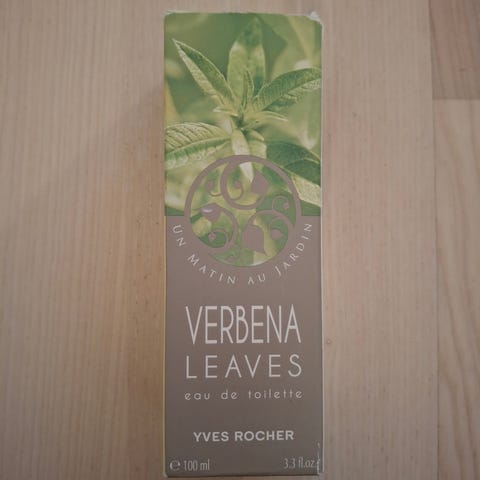 UN MATIN AU JARDIN
VERBENA
LEAVES
eau de toilette
YVES ROCHER
℮ 100 ml 3.3 fl.oz.